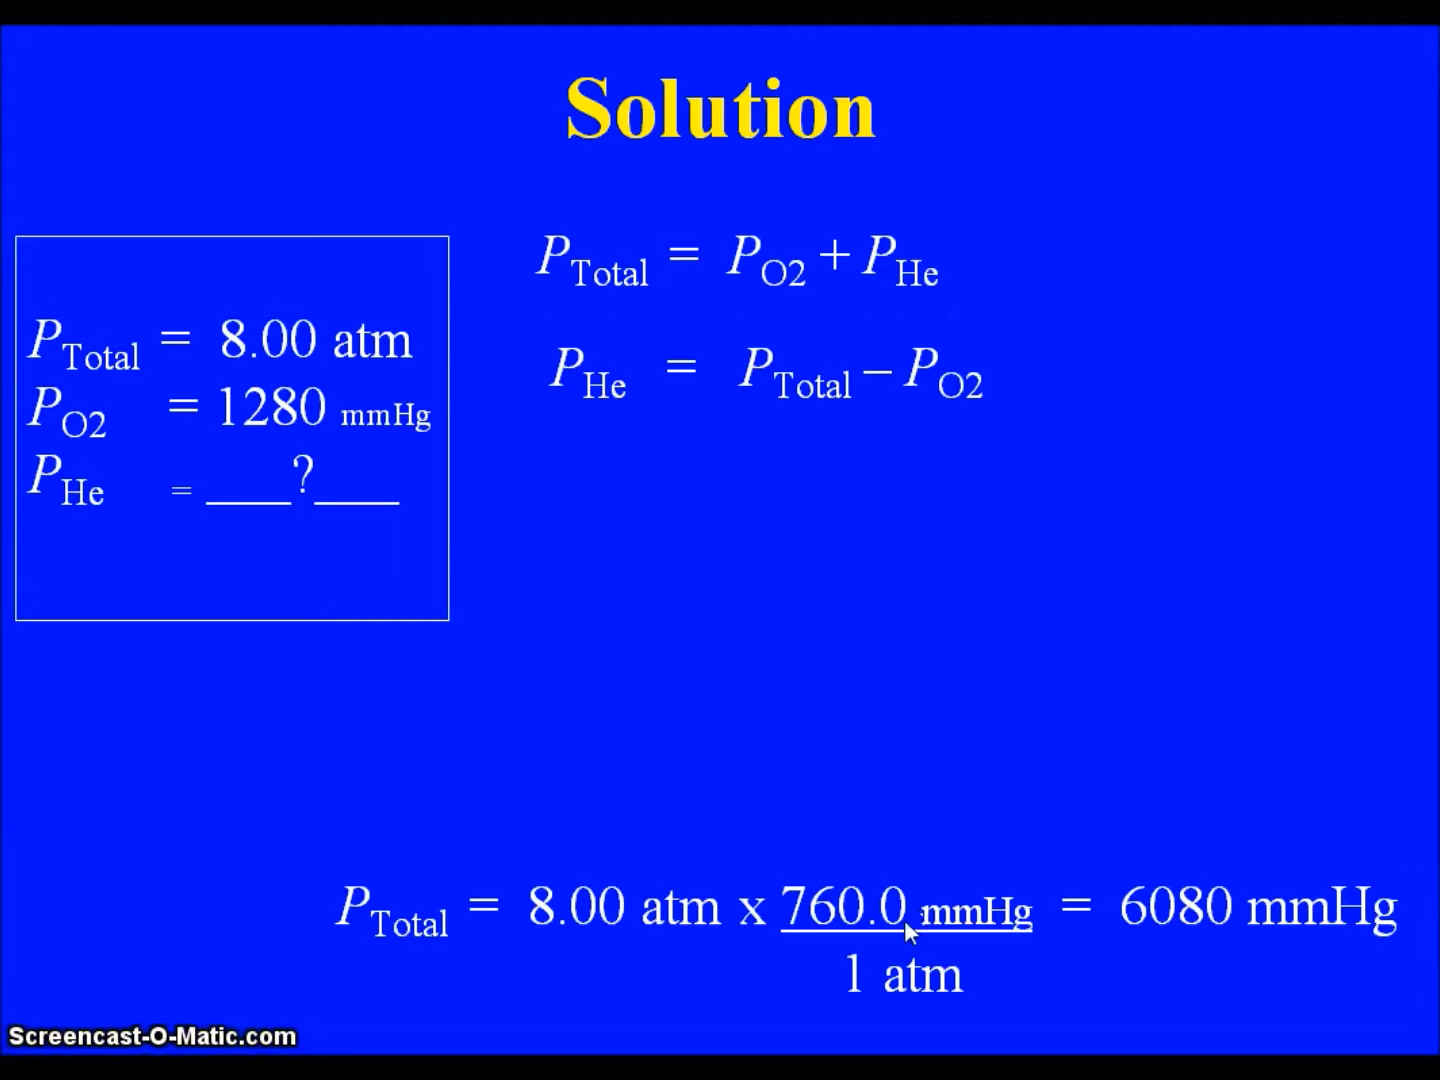 Solution
P_Total = P_O2 + P_He
P_He = P_Total – P_O2
P_Total = 8.00 atm
P_O2 = 1280 mmHg
P_He = ____?____
P_Total = 8.00 atm x 760.0 mmHg = 6080 mmHg
1 atm
Screencast-O-Matic.com